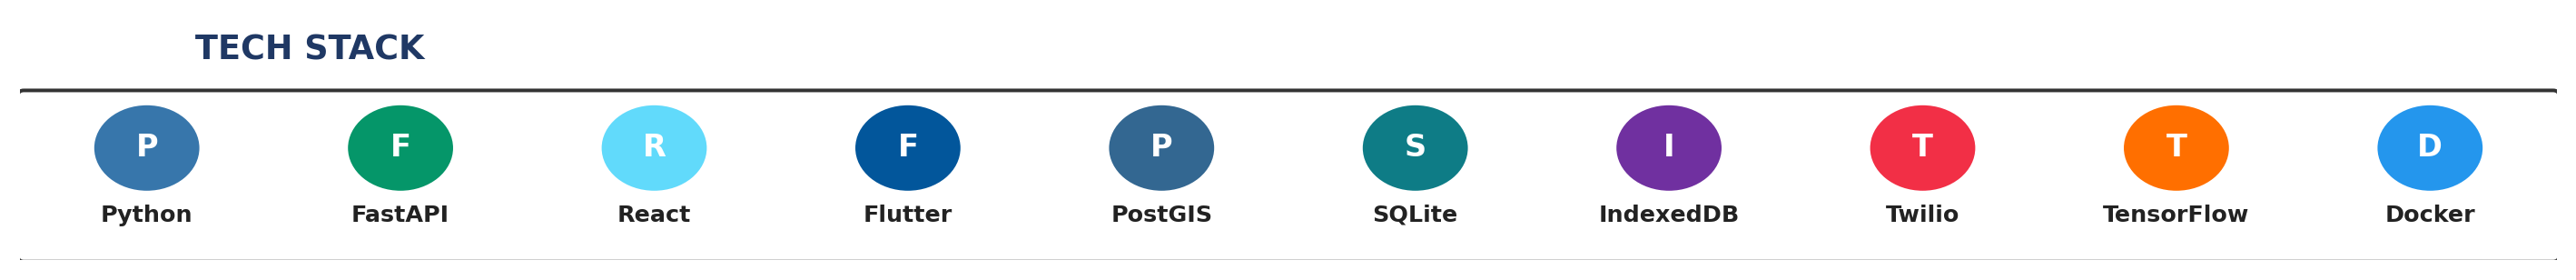 TECH STACK
P F R F P S I T T D
Python FastAPI React Flutter PostGIS SQLite IndexedDB Twilio TensorFlow Docker